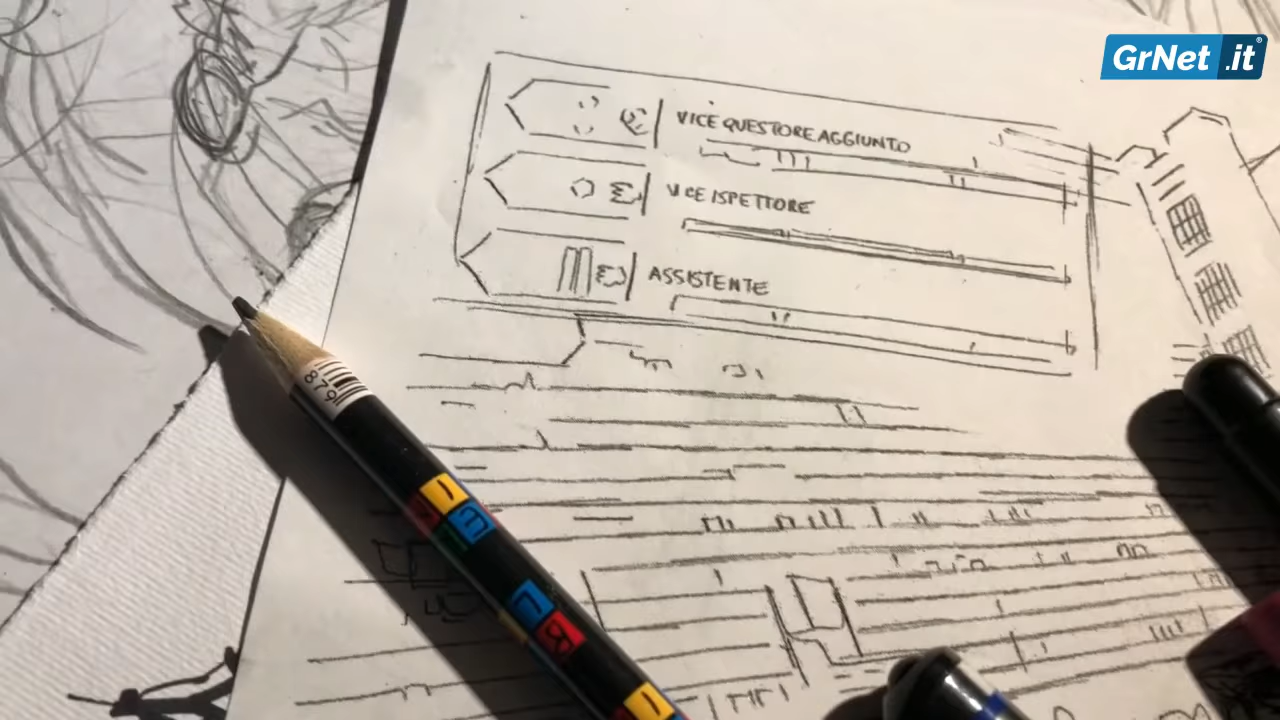 GrNet.it
VICE QUESTORE AGGIUNTO
VICE ISPETTORE
ASSISTENTE
879